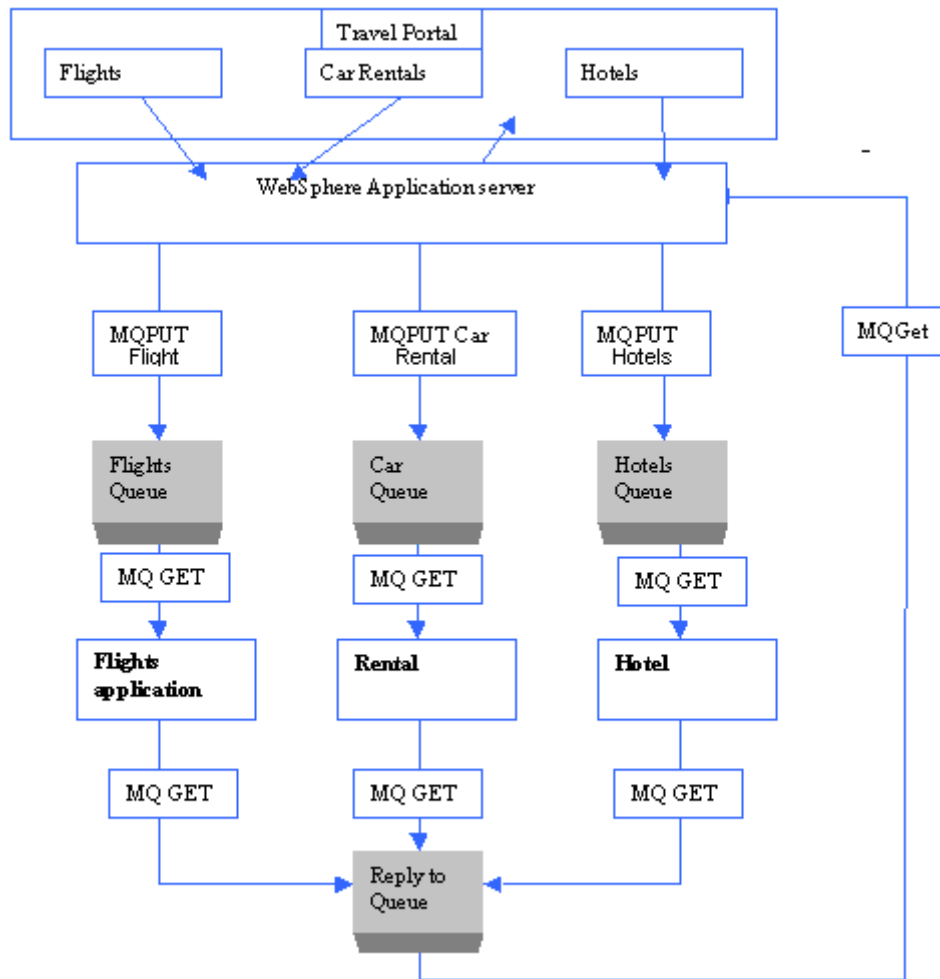 Travel Portal
Flights
Car Rentals
Hotels
WebSphere Application server
MQPUT
Flight
MQPUT Car
Rental
MQPUT
Hotels
MQGet
Flights
Queue
Car
Queue
Hotels
Queue
MQ GET
MQ GET
MQ GET
Flights
application
Rental
Hotel
MQ GET
MQ GET
MQ GET
Reply to
Queue